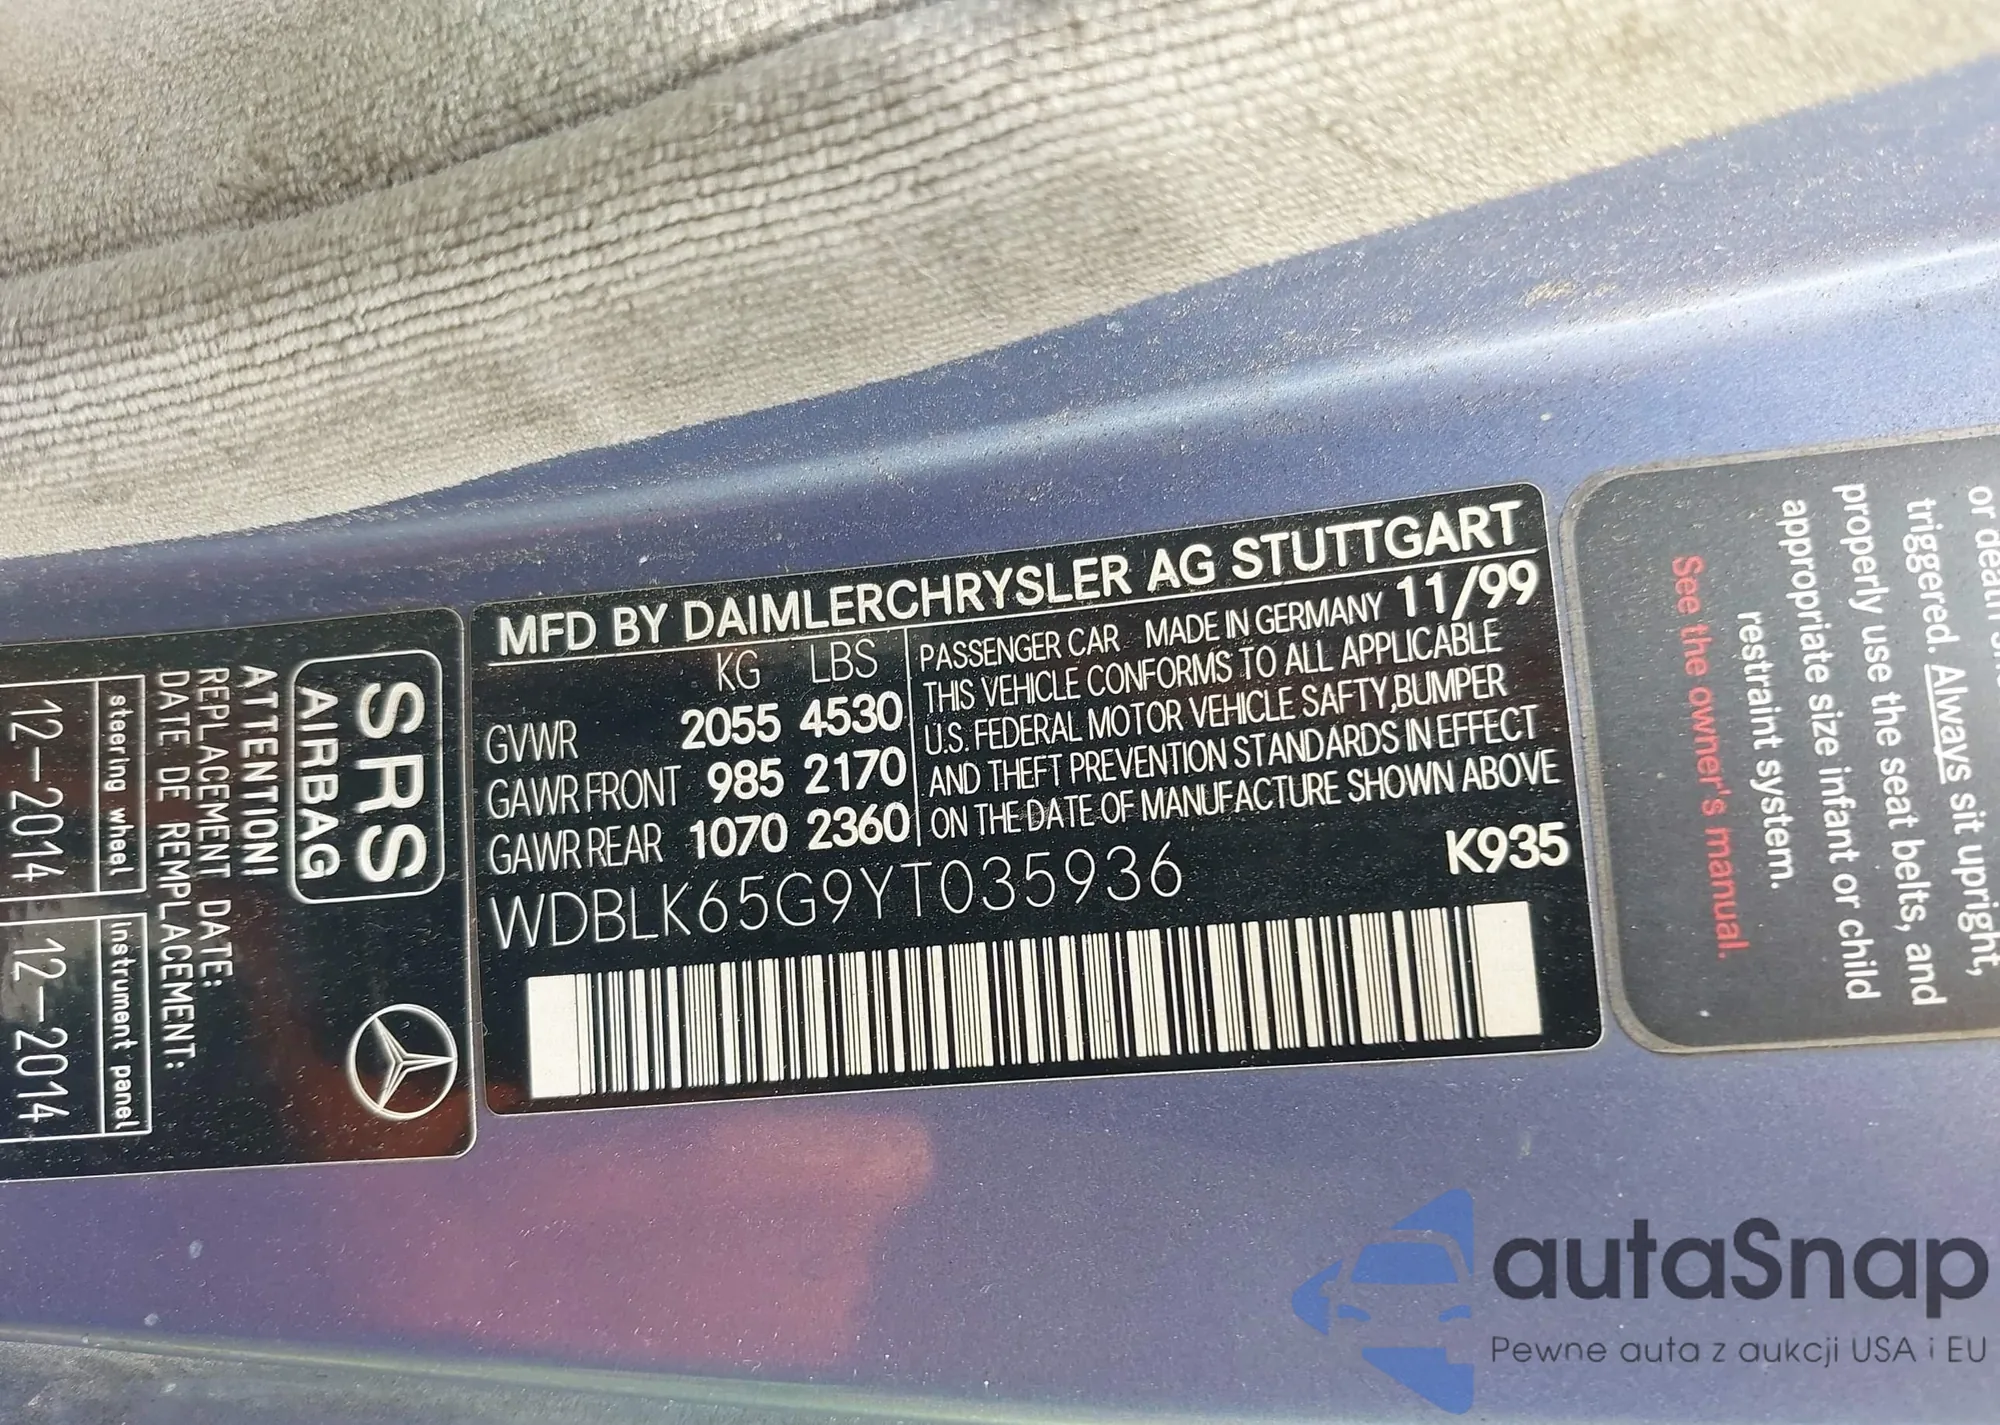 MFD BY DAIMLERCHRYSLER AG STUTTGART
KG LBS
GVWR 2055 4530
GAWR FRONT 985 2170
GAWR REAR 1070 2360
PASSENGER CAR MADE IN GERMANY 11/99
THIS VEHICLE CONFORMS TO ALL APPLICABLE
U.S. FEDERAL MOTOR VEHICLE SAFTY,BUMPER
AND THEFT PREVENTION STANDARDS IN EFFECT
ON THE DATE OF MANUFACTURE SHOWN ABOVE
WDBLK65G9YT035936
K935
SRS
AIRBAG
ATTENTION!
REPLACEMENT DATE:
DATE DE REMPLACEMENT:
steering wheel
Instrument panel
12-2014
12-2014
or death
triggered. Always sit upright,
properly use the seat belts, and
appropriate size infant or child
restraint system.
See the owner's manual.
autaSnap
Pewne auta z aukcji USA i EU